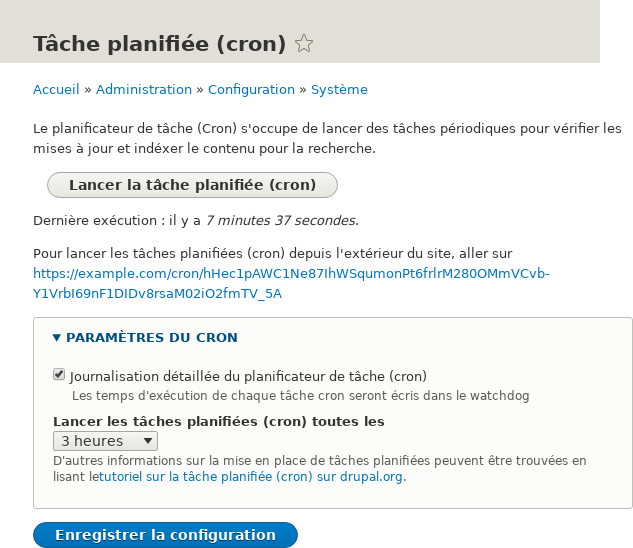 Tâche planifiée (cron)
Accueil » Administration » Configuration » Système
Le planificateur de tâche (Cron) s'occupe de lancer des tâches périodiques pour vérifier les
mises à jour et indéxer le contenu pour la recherche.
Lancer la tâche planifiée (cron)
Dernière exécution : il y a 7 minutes 37 secondes.
Pour lancer les tâches planifiées (cron) depuis l'extérieur du site, aller sur
https://example.com/cron/hHec1pAWC1Ne87IhWSqumonPt6frlrM280OMmVCvb-
Y1VrbI69nF1DIDv8rsaM02iO2fmTV_5A
PARAMÈTRES DU CRON
Journalisation détaillée du planificateur de tâche (cron)
Les temps d'exécution de chaque tâche cron seront écris dans le watchdog
Lancer les tâches planifiées (cron) toutes les
3 heures
D'autres informations sur la mise en place de tâches planifiées peuvent être trouvées en
lisant letutoriel sur la tâche planifiée (cron) sur drupal.org.
Enregistrer la configuration